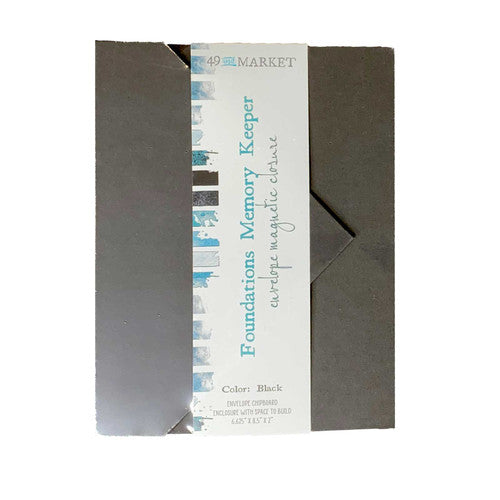 49 and MARKET
Foundations Memory Keeper
envelope magnetic closure
Color: Black
ENVELOPE CHIPBOARD
ENCLOSURE WITH SPACE TO BUILD
6.625" X 8.5" X 2"